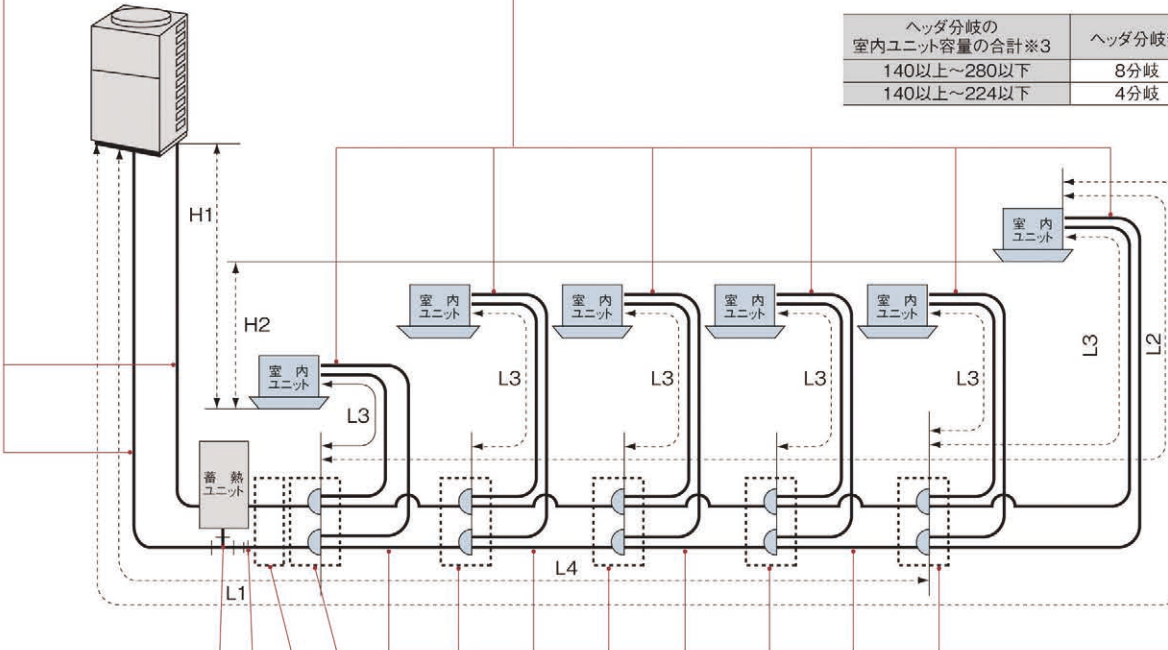 ヘッダ分岐の
室内ユニット容量の合計※3
ヘッダ分岐
140以上～280以下
8分岐
140以上～224以下
4分岐
H1
室 内
ユニット
室 内
ユニット
室 内
ユニット
室 内
ユニット
室 内
ユニット
H2
室 内
ユニット
L3
L3
L3
L3
L3
L2
L3
蓄 熱
ユニット
L4
L1